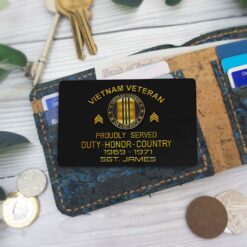 VIETNAM VETERAN
PROUDLY SERVED
DUTY-HONOR-COUNTRY
1969 - 1971
SGT. JAMES